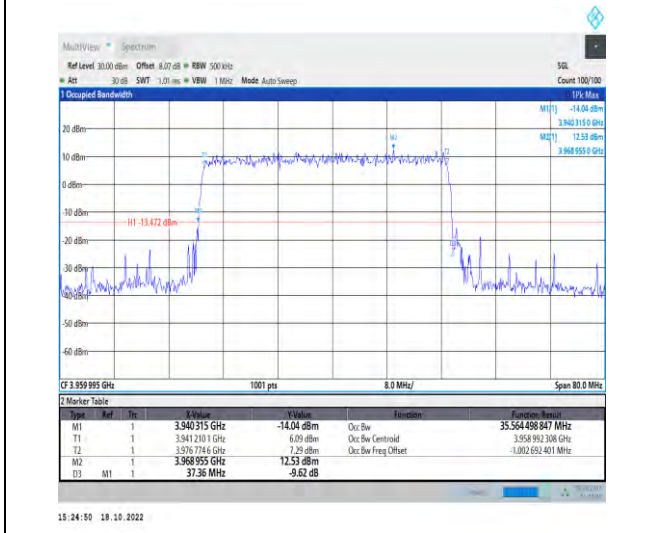 MultiView Spectrum
Ref Level 30.00 dBm Offset 8.07 dB RBW 500 kHz SGL
Att 30 dB SWT 1.01 ms VBW 1 MHz Mode Auto Sweep Count 100/100
1 Occupied Bandwidth 1Pk Max
M1[1] -14.04 dBm
3.940 315 0 GHz
M2[1] 12.53 dBm
3.968 955 0 GHz
20 dBm
M2
T1 T2
10 dBm
0 dBm
-10 dBm
M1
H1 -13.472 dBm
-20 dBm
-30 dBm
-40 dBm
-50 dBm
-60 dBm
CF 3.959 995 GHz 1001 pts 8.0 MHz/ Span 80.0 MHz
2 Marker Table
Type Ref Trc X-Value Y-Value Function Function Result
M1 1 3.940 315 GHz -14.04 dBm Occ Bw 35.564 498 847 MHz
T1 1 3.941 210 1 GHz 6.09 dBm Occ Bw Centroid 3.958 992 308 GHz
T2 1 3.976 774 6 GHz 7.29 dBm Occ Bw Freq Offset -1.002 692 401 MHz
M2 1 3.968 955 GHz 12.53 dBm
D3 M1 1 37.36 MHz -9.62 dB
15:24:50 18.10.2022